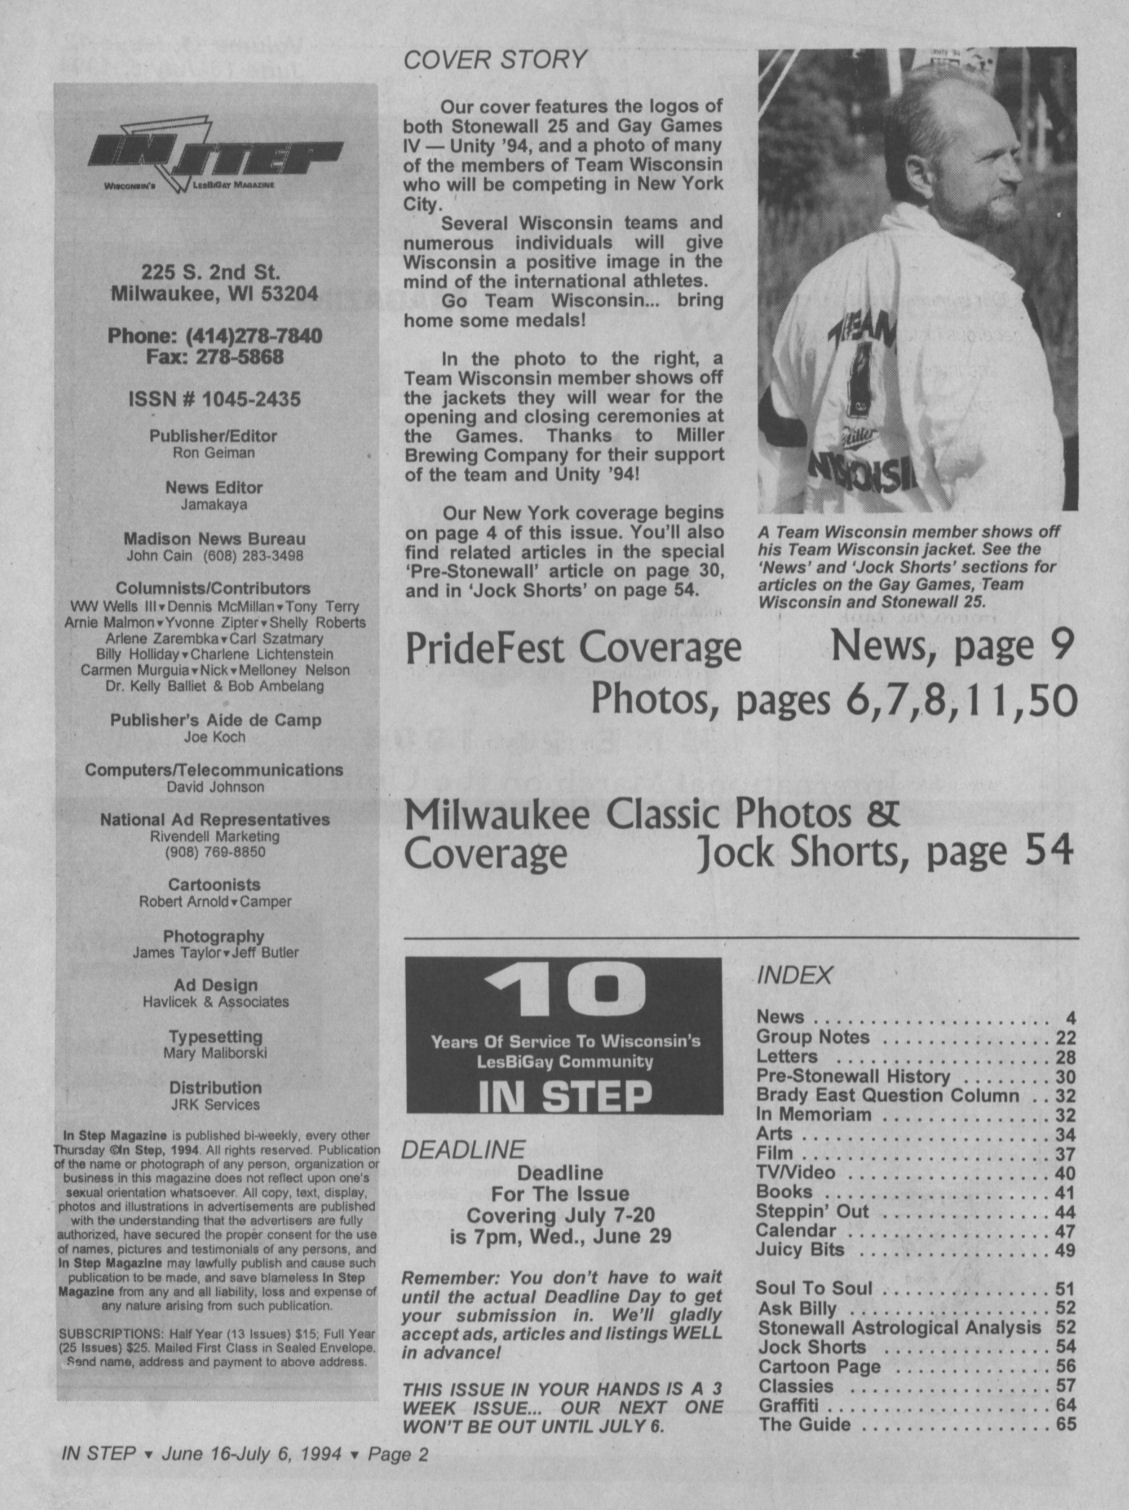 IN STEP
WISCONSIN'S LESBIGAY MAGAZINE
225 S. 2nd St.
Milwaukee, WI 53204
Phone: (414)278-7840
Fax: 278-5868
ISSN # 1045-2435
Publisher/Editor
Ron Geiman
News Editor
Jamakaya
Madison News Bureau
John Cain (608) 283-3498
Columnists/Contributors
WW Wells III▾Dennis McMillan▾Tony Terry
Arnie Malmon▾Yvonne Zipter▾Shelly Roberts
Arlene Zarembka▾Carl Szatmary
Billy Holliday▾Charlene Lichtenstein
Carmen Murguia▾Nick▾Melloney Nelson
Dr. Kelly Balliet & Bob Ambelang
Publisher's Aide de Camp
Joe Koch
Computers/Telecommunications
David Johnson
National Ad Representatives
Rivendell Marketing
(908) 769-8850
Cartoonists
Robert Arnold▾Camper
Photography
James Taylor▾Jeff Butler
Ad Design
Havlicek & Associates
Typesetting
Mary Maliborski
Distribution
JRK Services
In Step Magazine is published bi-weekly, every other
Thursday ©In Step, 1994. All rights reserved. Publication
of the name or photograph of any person, organization or
business in this magazine does not reflect upon one's
sexual orientation whatsoever. All copy, text, display,
photos and illustrations in advertisements are published
with the understanding that the advertisers are fully
authorized, have secured the proper consent for the use
of names, pictures and testimonials of any persons, and
In Step Magazine may lawfully publish and cause such
publication to be made, and save blameless In Step
Magazine from any and all liability, loss and expense of
any nature arising from such publication.
SUBSCRIPTIONS: Half Year (13 Issues) $15; Full Year
(25 Issues) $25. Mailed First Class in Sealed Envelope.
Send name, address and payment to above address.
COVER STORY
Our cover features the logos of
both Stonewall 25 and Gay Games
IV — Unity '94, and a photo of many
of the members of Team Wisconsin
who will be competing in New York
City.
Several Wisconsin teams and
numerous individuals will give
Wisconsin a positive image in the
mind of the international athletes.
Go Team Wisconsin... bring
home some medals!
In the photo to the right, a
Team Wisconsin member shows off
the jackets they will wear for the
opening and closing ceremonies at
the Games. Thanks to Miller
Brewing Company for their support
of the team and Unity '94!
Our New York coverage begins
on page 4 of this issue. You'll also
find related articles in the special
'Pre-Stonewall' article on page 30,
and in 'Jock Shorts' on page 54.
TEAM
Miller
A Team Wisconsin member shows off
his Team Wisconsin jacket. See the
'News' and 'Jock Shorts' sections for
articles on the Gay Games, Team
Wisconsin and Stonewall 25.
PrideFest Coverage News, page 9
Photos, pages 6,7,8,11,50
Milwaukee Classic Photos &
Coverage Jock Shorts, page 54
10
Years Of Service To Wisconsin's
LesBiGay Community
IN STEP
DEADLINE
Deadline
For The Issue
Covering July 7-20
is 7pm, Wed., June 29
Remember: You don't have to wait
until the actual Deadline Day to get
your submission in. We'll gladly
accept ads, articles and listings WELL
in advance!
THIS ISSUE IN YOUR HANDS IS A 3
WEEK ISSUE... OUR NEXT ONE
WON'T BE OUT UNTIL JULY 6.
INDEX
News . . . . . . . . . . . . . . . . . . . . . 4
Group Notes . . . . . . . . . . . . . . . 22
Letters . . . . . . . . . . . . . . . . . . . 28
Pre-Stonewall History . . . . . . . . 30
Brady East Question Column . . 32
In Memoriam . . . . . . . . . . . . . . . 32
Arts . . . . . . . . . . . . . . . . . . . . . . 34
Film . . . . . . . . . . . . . . . . . . . . . . 37
TV/Video . . . . . . . . . . . . . . . . . . 40
Books . . . . . . . . . . . . . . . . . . . . 41
Steppin' Out . . . . . . . . . . . . . . . 44
Calendar . . . . . . . . . . . . . . . . . . 47
Juicy Bits . . . . . . . . . . . . . . . . . 49
Soul To Soul . . . . . . . . . . . . . . . 51
Ask Billy . . . . . . . . . . . . . . . . . . 52
Stonewall Astrological Analysis 52
Jock Shorts . . . . . . . . . . . . . . . . 54
Cartoon Page . . . . . . . . . . . . . . 56
Classies . . . . . . . . . . . . . . . . . . 57
Graffiti . . . . . . . . . . . . . . . . . . . . 64
The Guide . . . . . . . . . . . . . . . . . 65
IN STEP ▾ June 16-July 6, 1994 ▾ Page 2